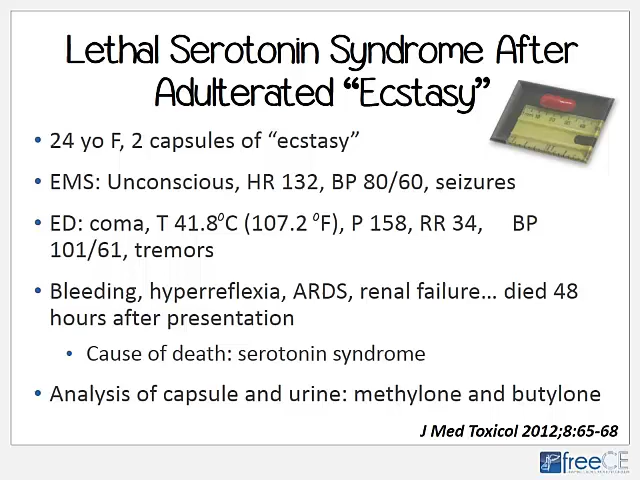 Lethal Serotonin Syndrome After
Adulterated “Ecstasy”
• 24 yo F, 2 capsules of “ecstasy”
• EMS: Unconscious, HR 132, BP 80/60, seizures
• ED: coma, T 41.8⁰C (107.2 ⁰F), P 158, RR 34, BP
101/61, tremors
• Bleeding, hyperreflexia, ARDS, renal failure… died 48
hours after presentation
• Cause of death: serotonin syndrome
• Analysis of capsule and urine: methylone and butylone
J Med Toxicol 2012;8:65-68
freeCE